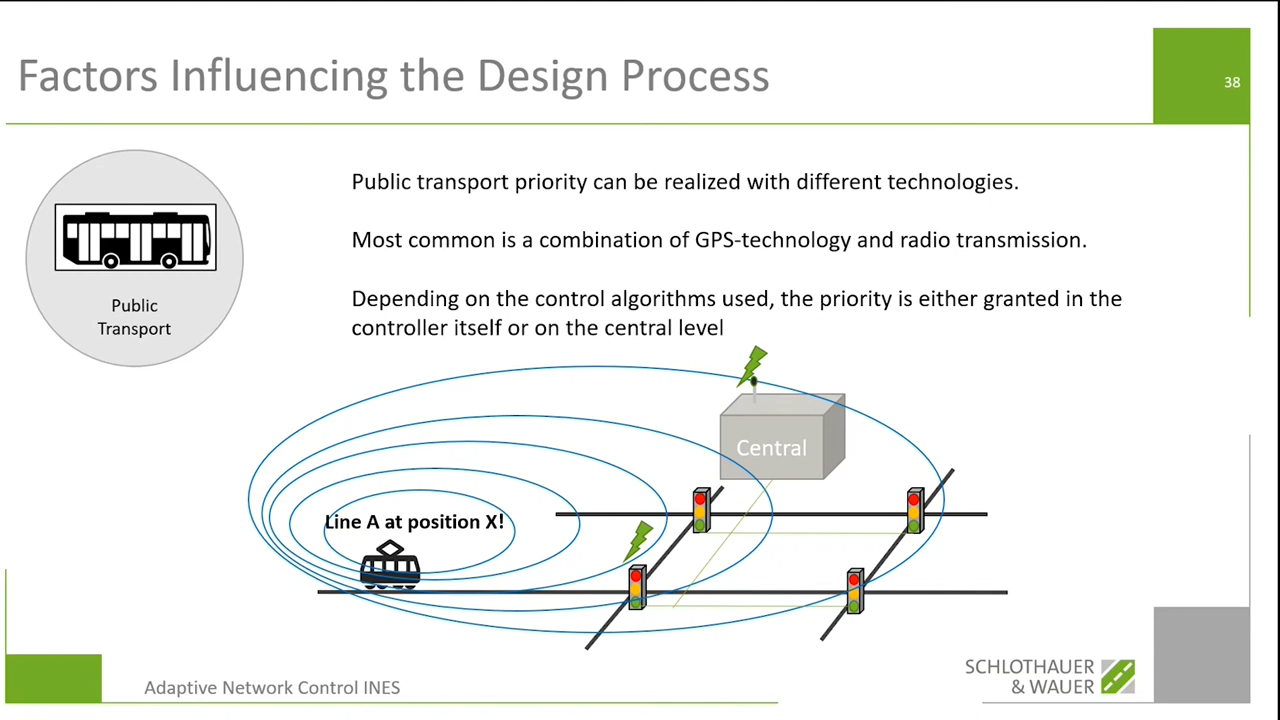 Factors Influencing the Design Process
38
Public transport priority can be realized with different technologies.
Most common is a combination of GPS-technology and radio transmission.
Depending on the control algorithms used, the priority is either granted in the
controller itself or on the central level
Public
Transport
Central
Line A at position X!
Adaptive Network Control INES
SCHLOTHAUER
& WAUER